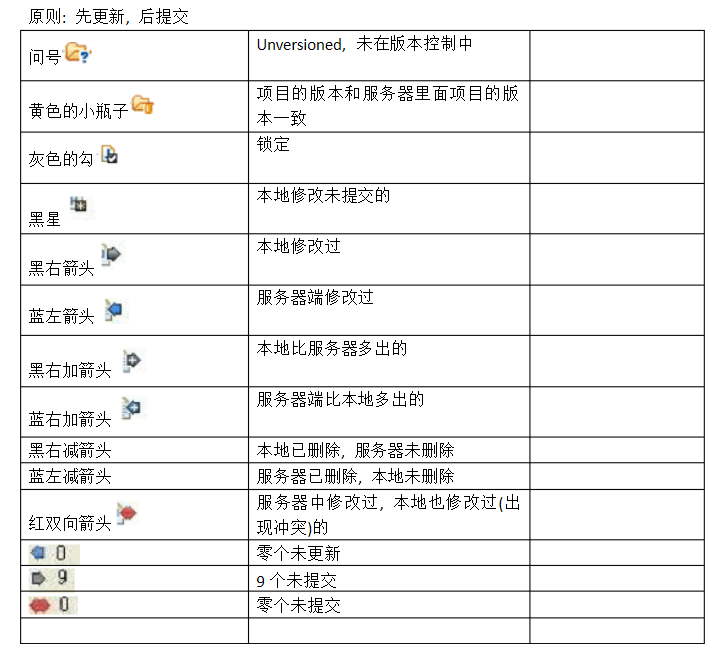 原则: 先更新, 后提交
问号
Unversioned, 未在版本控制中
黄色的小瓶子
项目的版本和服务器里面项目的版
本一致
灰色的勾
锁定
黑星
本地修改未提交的
黑右箭头
本地修改过
蓝左箭头
服务器端修改过
黑右加箭头
本地比服务器多出的
蓝右加箭头
服务器端比本地多出的
黑右减箭头
本地已删除, 服务器未删除
蓝左减箭头
服务器已删除, 本地未删除
红双向箭头
服务器中修改过, 本地也修改过(出
现冲突)的
0
零个未更新
9
9 个未提交
0
零个未提交